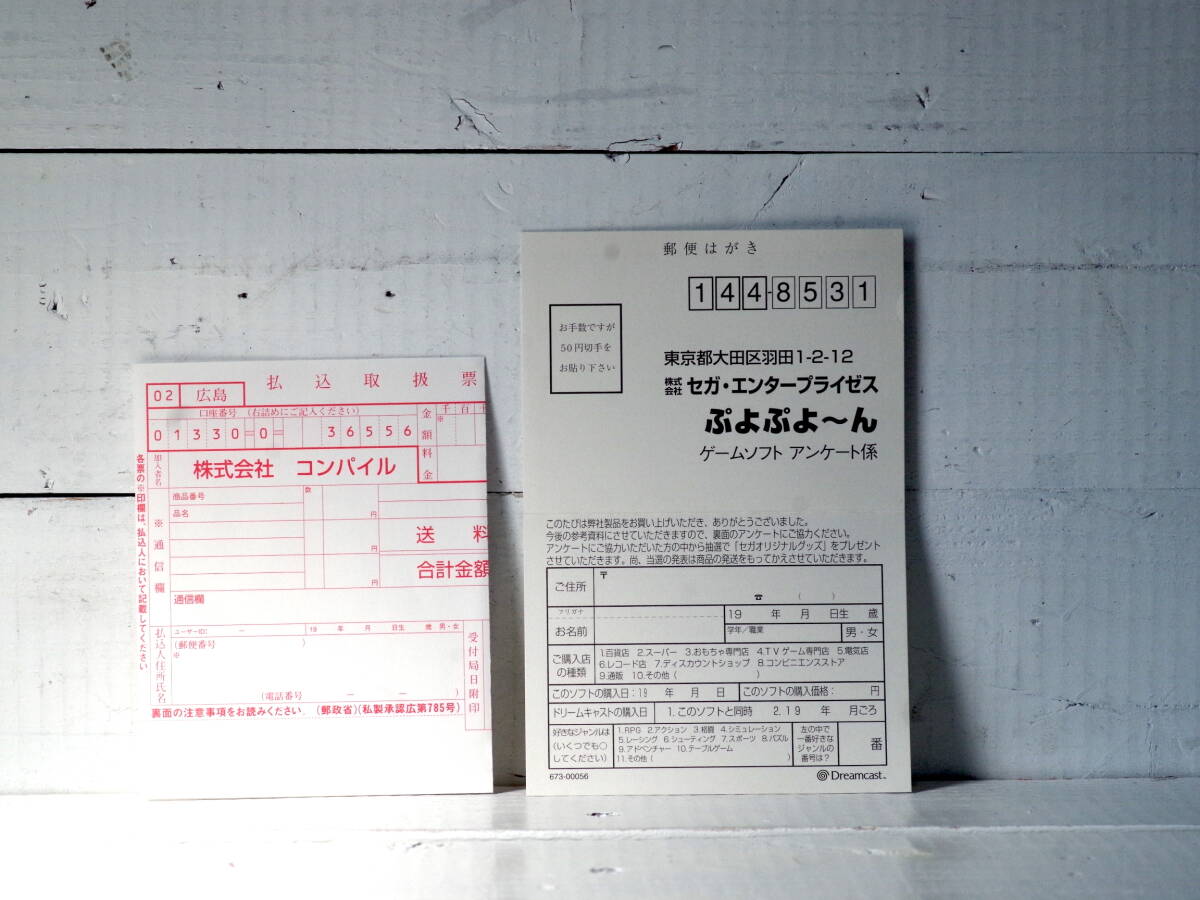 02 広島 払込取扱票
口座番号 (右詰めにご記入ください)
金額 千 百 十
※
01330=0= 36556
料金
加入者名 株式会社 コンパイル
※通信欄
商品番号 数
品名 円
送料
円 合計金額
通信欄
ユーザーID: ー 19 年 月 日生 歳 男・女
払込人住所氏名
(郵便番号 )
※
(電話番号 ー ー )
受付局日附印
裏面の注意事項をお読みください。 (郵政省)(私製承認広第785号)
各票の※印欄は、払込人において記載してください
郵便はがき
144-8531
お手数ですが
50円切手を
お貼り下さい
東京都大田区羽田1-2-12
株式会社 セガ・エンタープライゼス
ぷよぷよ〜ん
ゲームソフト アンケート係
このたびは弊社製品をお買い上げいただき、ありがとうございました。
今後の参考資料にさせていただきますので、裏面のアンケートにご協力ください。
アンケートにご協力いただいた方の中から抽選で「セガオリジナルグッズ」をプレゼント
させていただきます。尚、当選の発表は商品の発送をもってかえさせていただきます。
ご住所 〒
☎ ( )
フリガナ 19 年 月 日生 歳
お名前 学年/職業 男・女
ご購入店の種類 1.百貨店 2.スーパー 3.おもちゃ専門店 4.TVゲーム専門店 5.電気店
6.レコード店 7.ディスカウントショップ 8.コンビニエンスストア
9.通販 10.その他( )
このソフトの購入日:19 年 月 日 このソフトの購入価格: 円
ドリームキャストの購入日 1.このソフトと同時 2.19 年 月ごろ
好きなジャンルは(いくつでも○してください) 1.RPG 2.アクション 3.格闘 4.シミュレーション
5.レーシング 6.シューティング 7.スポーツ 8.パズル
9.アドベンチャー 10.テーブルゲーム
11.その他( )
左の中で一番好きなジャンルの番号は? 番
673-00056 Dreamcast™